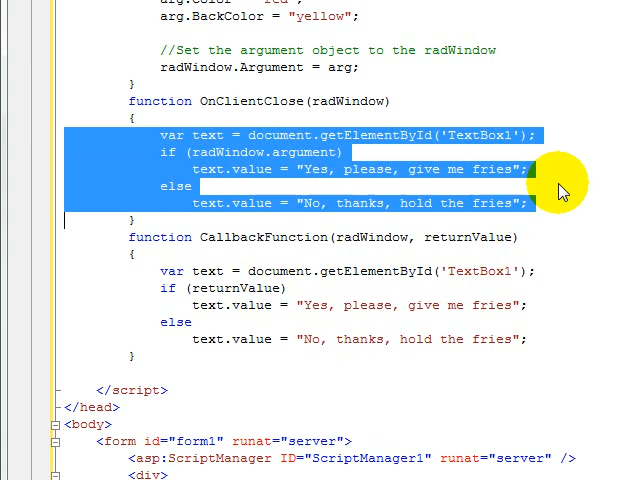 arg.Color = "red";
arg.BackColor = "yellow";
//Set the argument object to the radWindow
radWindow.Argument = arg;
}
function OnClientClose(radWindow)
{
var text = document.getElementById('TextBox1');
if (radWindow.argument)
text.value = "Yes, please, give me fries";
else
text.value = "No, thanks, hold the fries";
}
function CallbackFunction(radWindow, returnValue)
{
var text = document.getElementById('TextBox1');
if (returnValue)
text.value = "Yes, please, give me fries";
else
text.value = "No, thanks, hold the fries";
}
</script>
</head>
<body>
<form id="form1" runat="server">
<asp:ScriptManager ID="ScriptManager1" runat="server" />
<div>